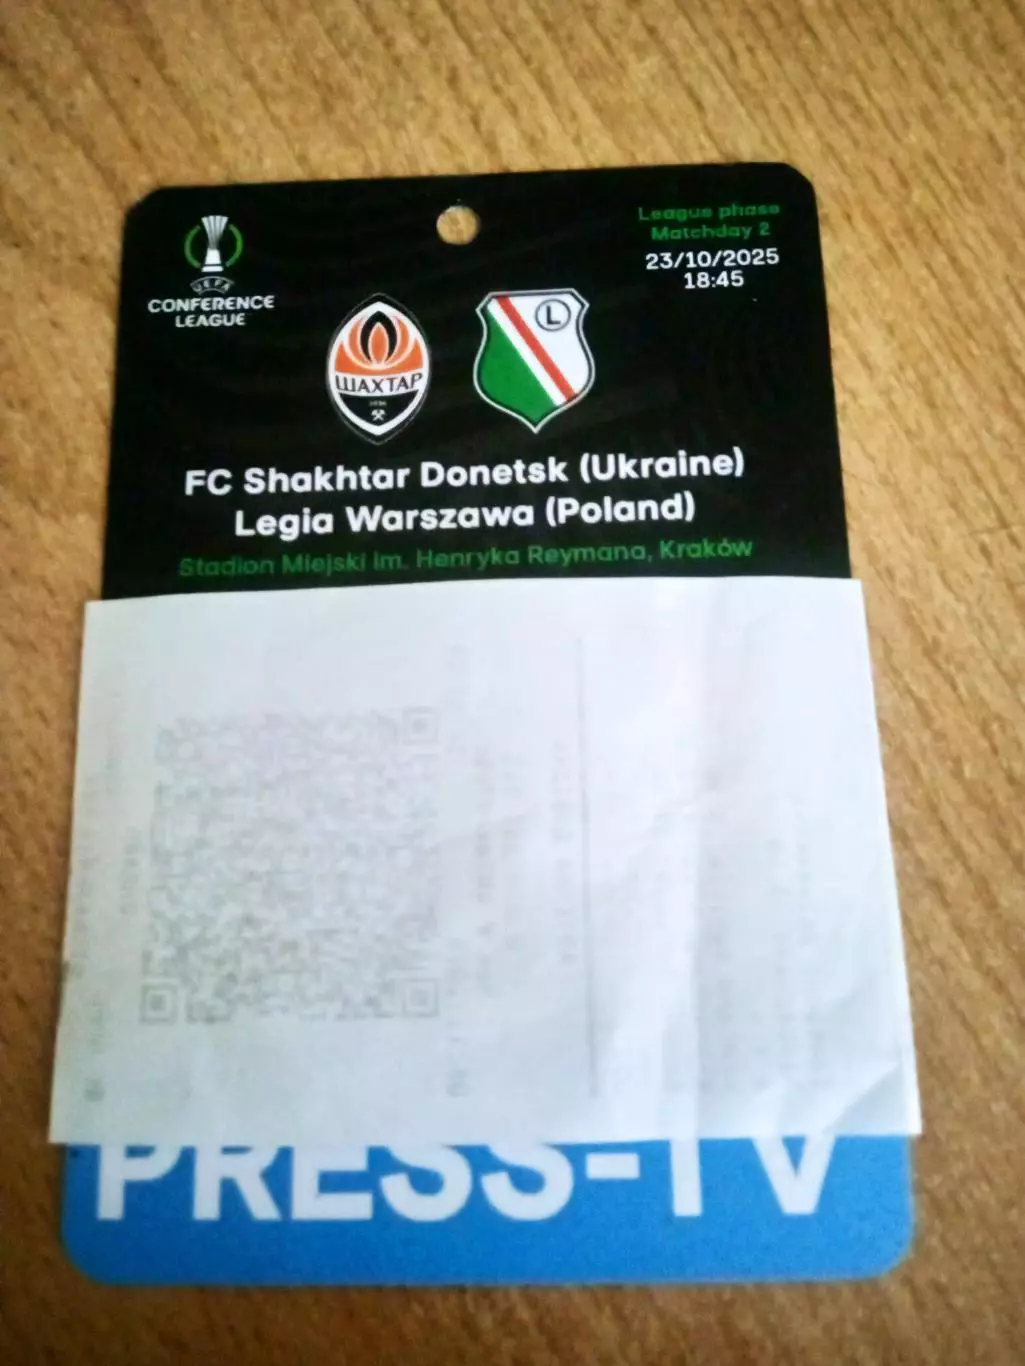 League phase
Matchday 2
23/10/2025
18:45
UEFA
CONFERENCE
LEAGUE
ШАХТАР
1936
L
FC Shakhtar Donetsk (Ukraine)
Legia Warszawa (Poland)
Stadion Miejski im. Henryka Reymana, Kraków
PRESS-TV